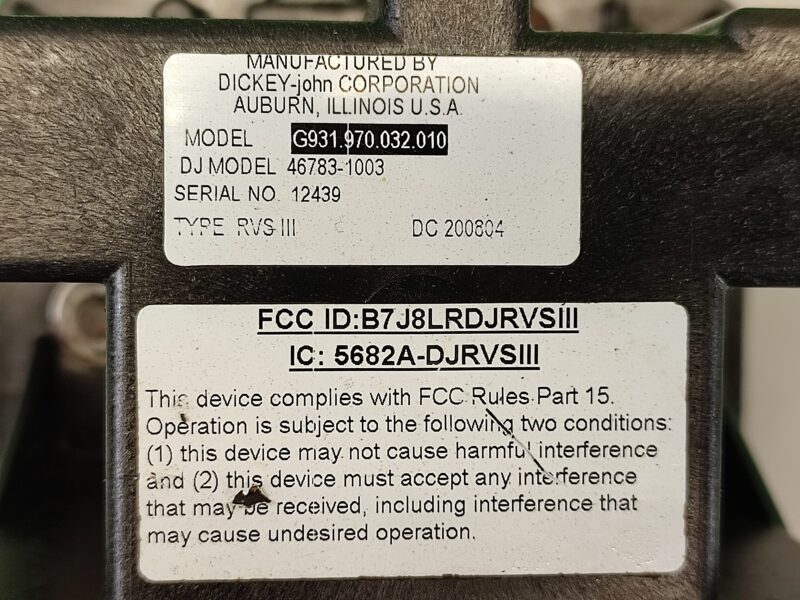 MANUFACTURED BY
DICKEY-john CORPORATION
AUBURN, ILLINOIS U.S.A.
MODEL G931.970.032.010
DJ MODEL 46783-1003
SERIAL NO. 12439
TYPE RVS III DC 200804
FCC ID:B7J8LRDJRVSIII
IC: 5682A-DJRVSIII
This device complies with FCC Rules Part 15.
Operation is subject to the following two conditions:
(1) this device may not cause harmful interference
and (2) this device must accept any interference
that may be received, including interference that
may cause undesired operation.